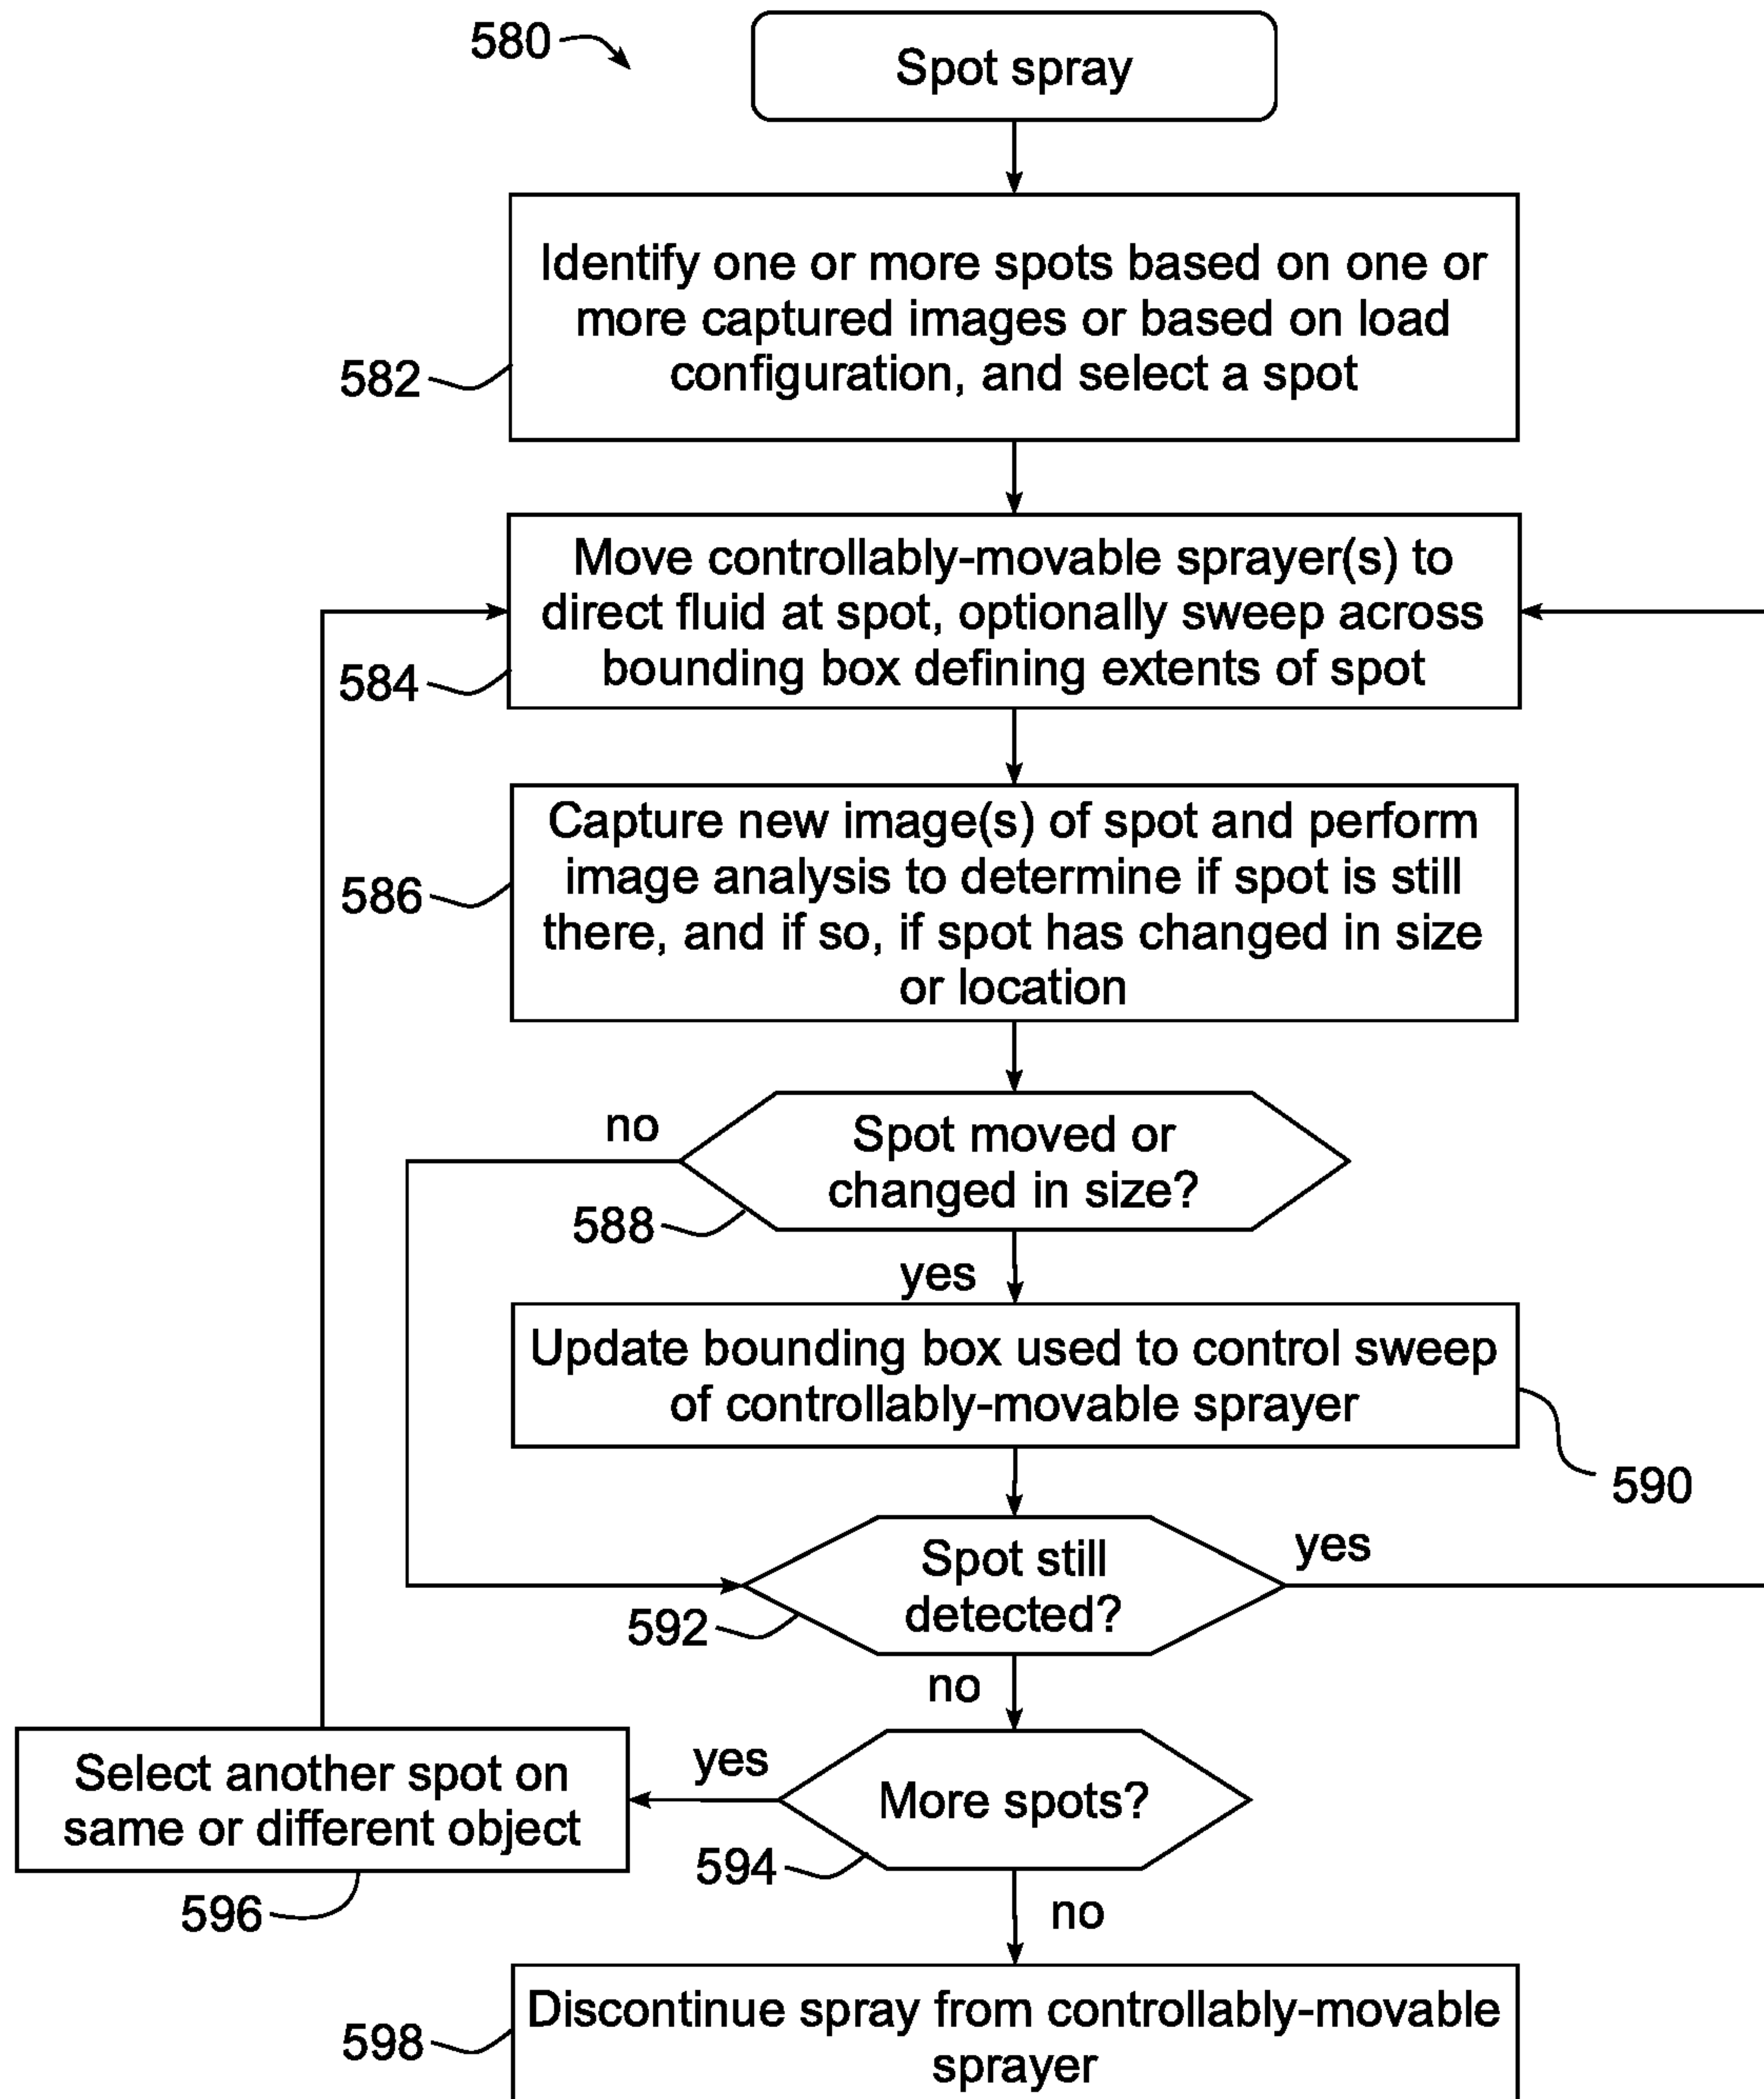 580
Spot spray
Identify one or more spots based on one or
more captured images or based on load
configuration, and select a spot
582
Move controllably-movable sprayer(s) to
direct fluid at spot, optionally sweep across
bounding box defining extents of spot
584
Capture new image(s) of spot and perform
image analysis to determine if spot is still
there, and if so, if spot has changed in size
or location
586
no
Spot moved or
changed in size?
588
yes
Update bounding box used to control sweep
of controllably-movable sprayer
590
Spot still
detected?
yes
592
no
Select another spot on
same or different object
yes
More spots?
594
596
no
Discontinue spray from controllably-movable
sprayer
598